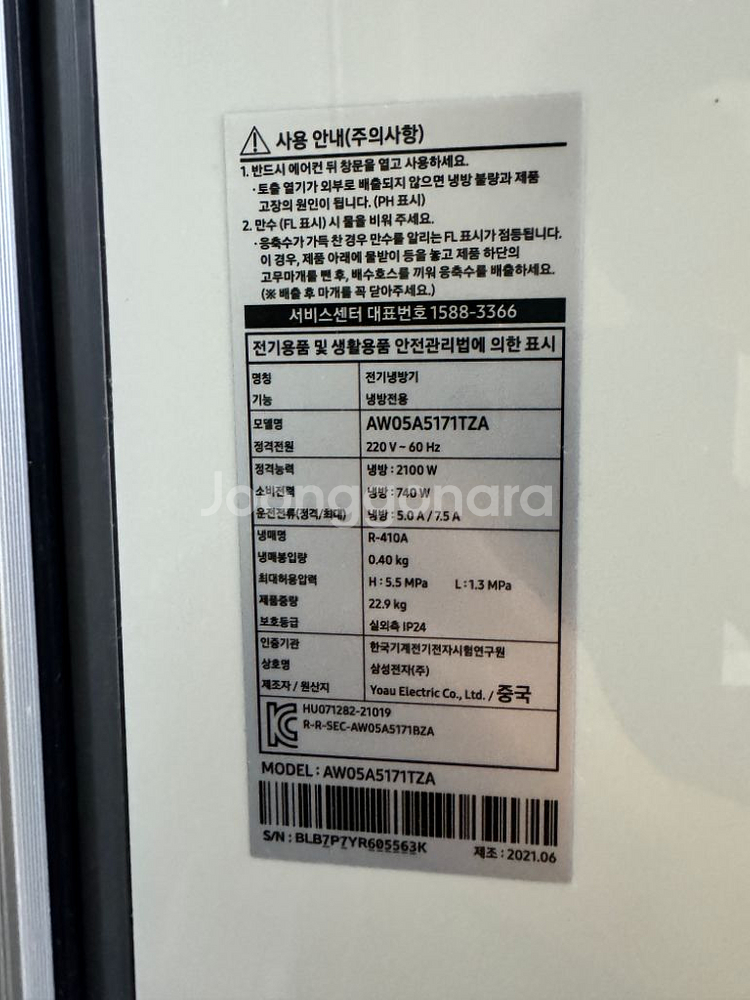 사용 안내(주의사항)
1. 반드시 에어컨 뒤 창문을 열고 사용하세요.
· 토출 열기가 외부로 배출되지 않으면 냉방 불량과 제품
고장의 원인이 됩니다. (PH 표시)
2. 만수 (FL 표시) 시 물을 비워 주세요.
· 응축수가 가득 찬 경우 만수를 알리는 FL 표시가 점등됩니다.
이 경우, 제품 아래에 물받이 등을 놓고 제품 하단의
고무마개를 뺀 후, 배수호스를 끼워 응축수를 배출하세요.
(※ 배출 후 마개를 꼭 닫아주세요.)
서비스센터 대표번호 1588-3366
전기용품 및 생활용품 안전관리법에 의한 표시
명칭 전기냉방기
기능 냉방전용
모델명 AW05A5171TZA
정격전원 220 V ~ 60 Hz
정격능력 냉방 : 2100 W
소비전력 냉방 : 740 W
운전전류(정격/최대) 냉방 : 5.0 A / 7.5 A
냉매명 R-410A
냉매봉입량 0.40 kg
최대허용압력 H : 5.5 MPa L : 1.3 MPa
제품중량 22.9 kg
보호등급 실외측 IP24
인증기관 한국기계전기전자시험연구원
상호명 삼성전자(주)
제조자 / 원산지 Yoau Electric Co., Ltd. / 중국
HU071282-21019
R-R-SEC-AW05A5171BZA
MODEL : AW05A5171TZA
S/N : BLB7P7YR605563K 제조 : 2021.06
Joonggonara